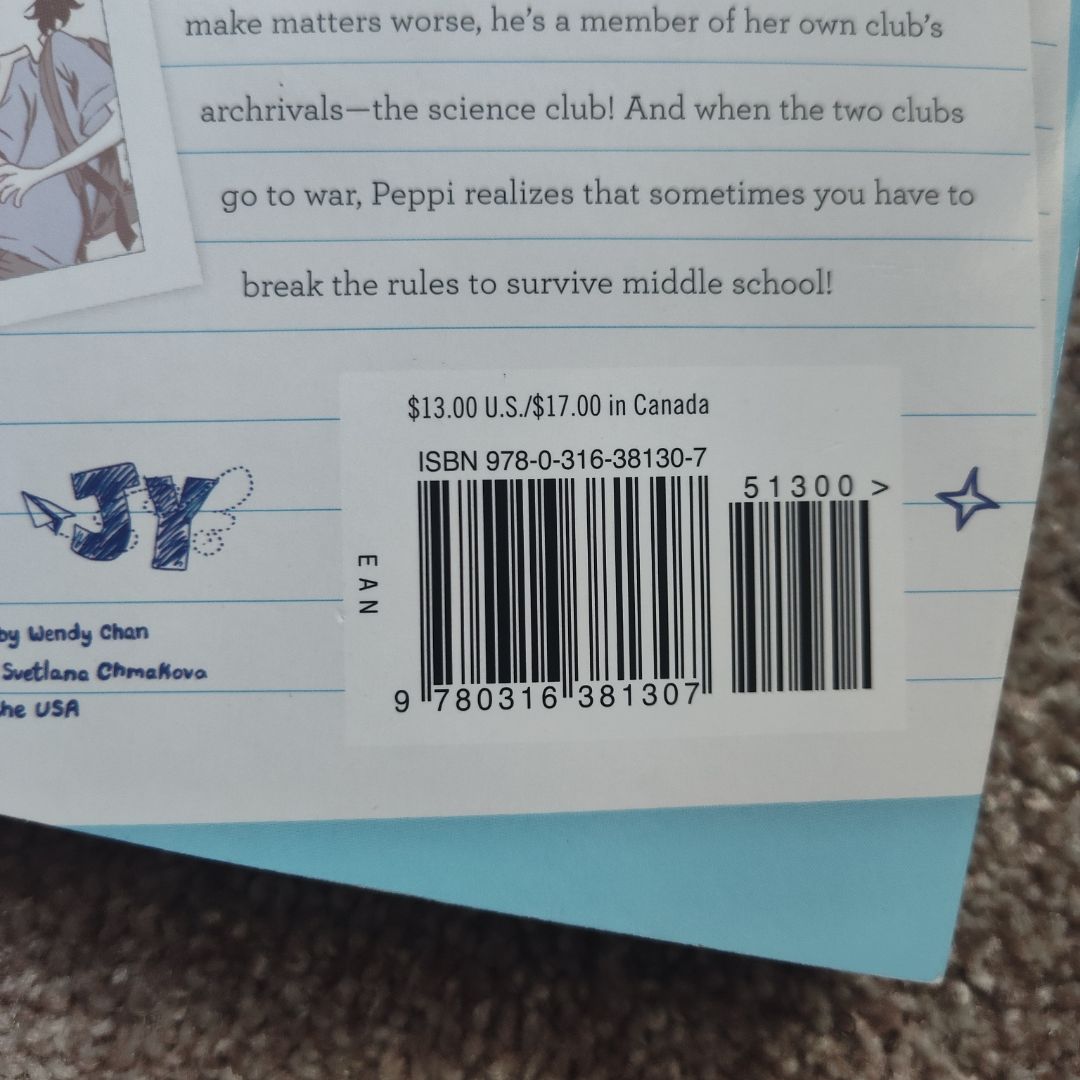 make matters worse, he's a member of her own club's
archrivals—the science club! And when the two clubs
go to war, Peppi realizes that sometimes you have to
break the rules to survive middle school!
$13.00 U.S./$17.00 in Canada
ISBN 978-0-316-38130-7
51300 >
EAN
9 780316 381307
JY
by Wendy Chan
Svetlana Chmakova
the USA